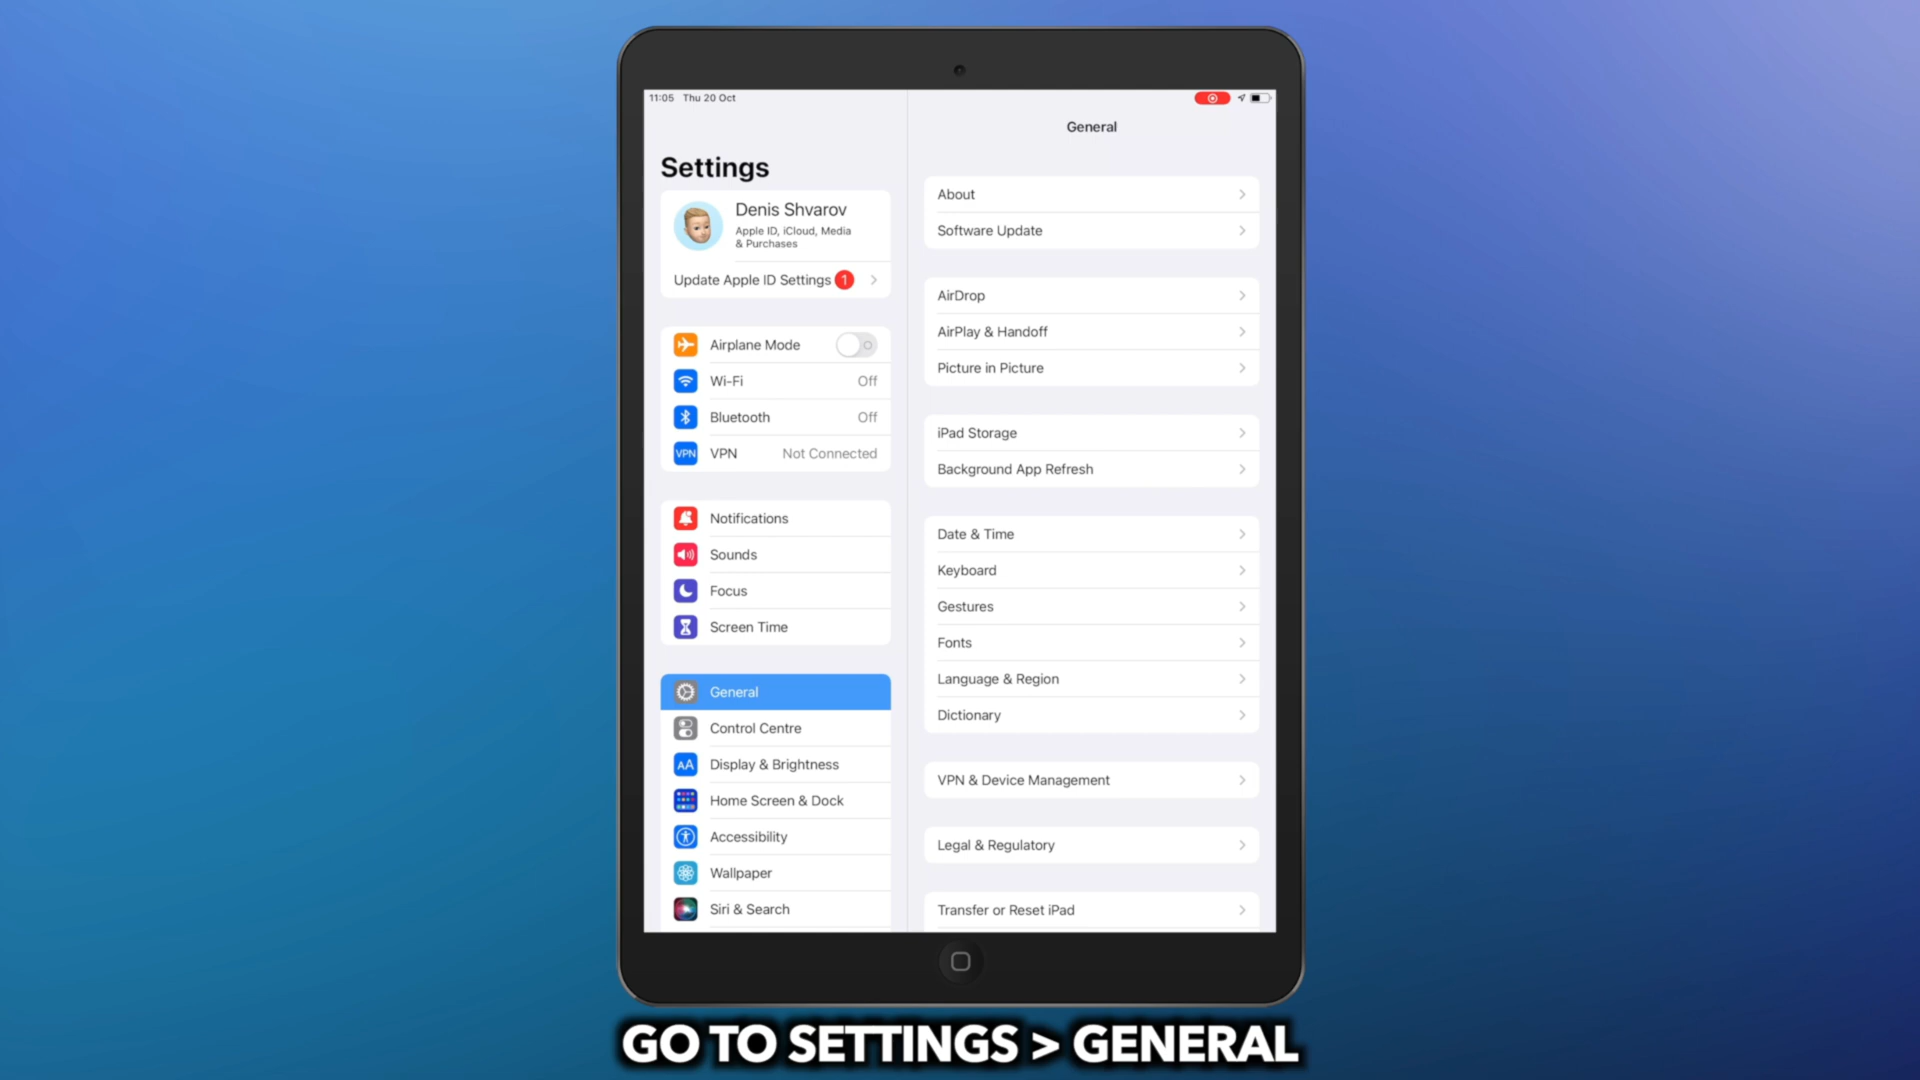 11:05 Thu 20 Oct
Settings
Denis Shvarov
Apple ID, iCloud, Media
& Purchases
Update Apple ID Settings 1
Airplane Mode
Wi-Fi Off
Bluetooth Off
VPN VPN Not Connected
Notifications
Sounds
Focus
Screen Time
General
Control Centre
AA Display & Brightness
Home Screen & Dock
Accessibility
Wallpaper
Siri & Search
General
About
Software Update
AirDrop
AirPlay & Handoff
Picture in Picture
iPad Storage
Background App Refresh
Date & Time
Keyboard
Gestures
Fonts
Language & Region
Dictionary
VPN & Device Management
Legal & Regulatory
Transfer or Reset iPad
GO TO SETTINGS > GENERAL